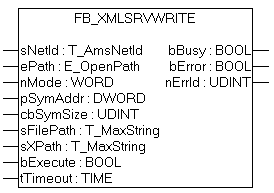 FB_XMLSRVWRITE
sNetId : T_AmsNetId bBusy : BOOL
ePath : E_OpenPath bError : BOOL
nMode : WORD nErrId : UDINT
pSymAddr : DWORD
cbSymSize : UDINT
sFilePath : T_MaxString
sXPath : T_MaxString
bExecute : BOOL
tTimeout : TIME